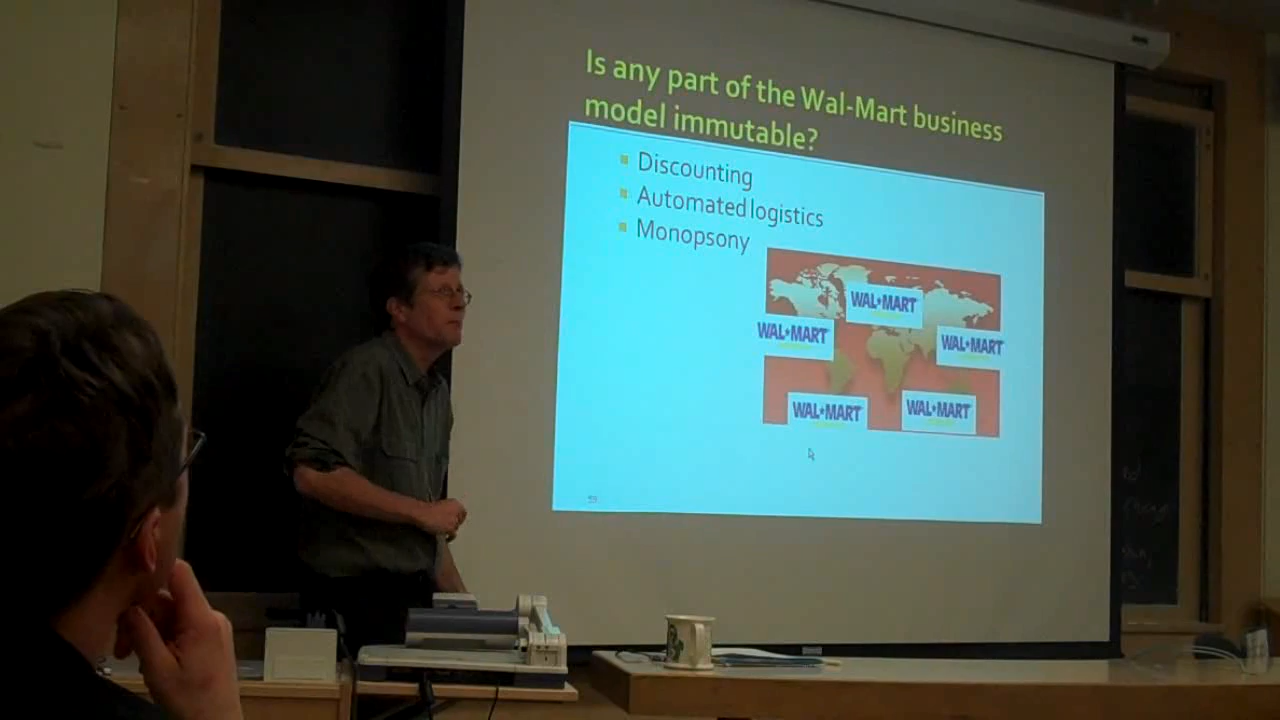 Is any part of the Wal-Mart business
model immutable?
Discounting
Automated logistics
Monopsony
WAL★MART
WAL★MART
WAL★MART
WAL★MART
WAL★MART